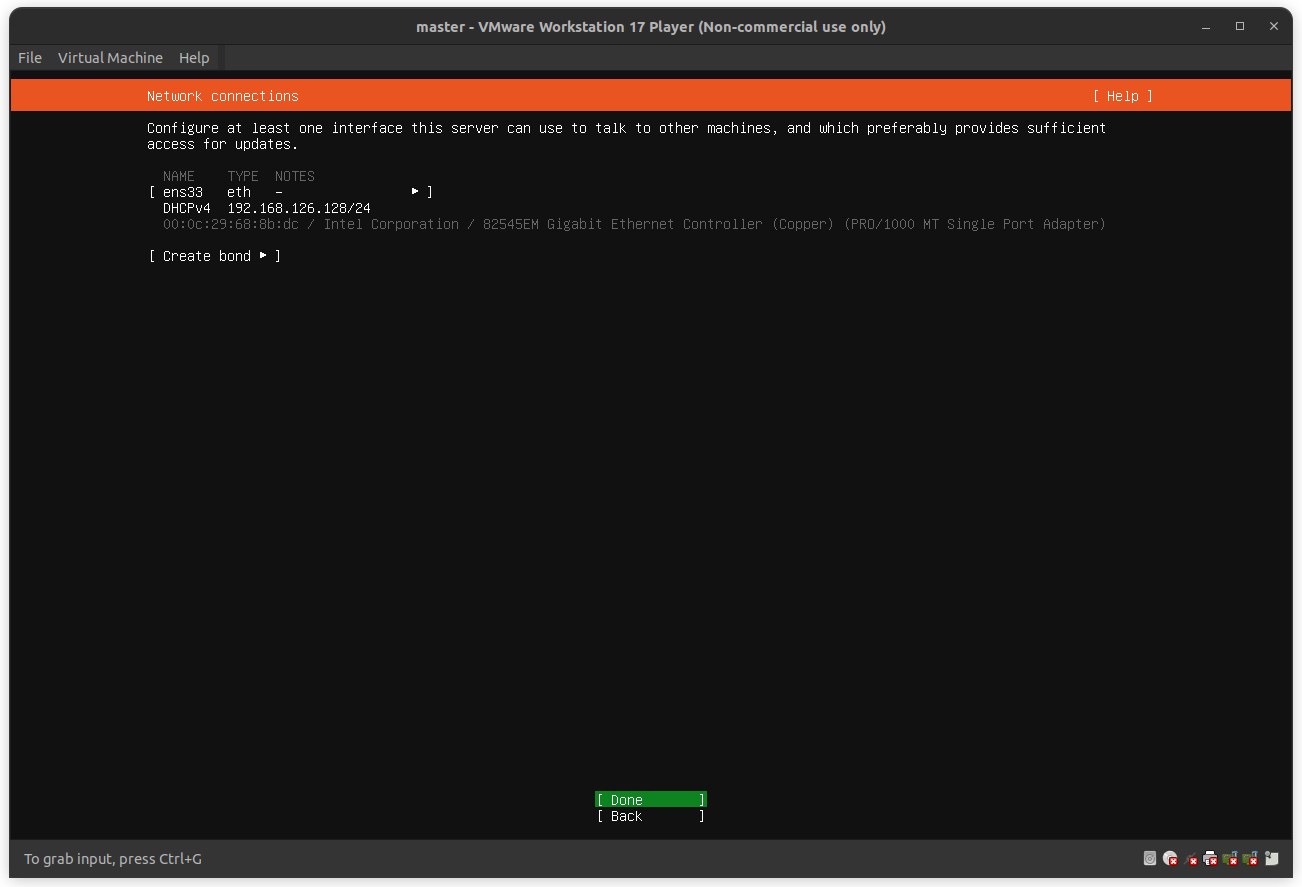 master - VMware Workstation 17 Player (Non-commercial use only)
File Virtual Machine Help
Network connections [ Help ]
Configure at least one interface this server can use to talk to other machines, and which preferably provides sufficient
access for updates.
NAME TYPE NOTES
[ ens33 eth – ▸ ]
DHCPv4 192.168.126.128/24
00:0c:29:68:8b:dc / Intel Corporation / 82545EM Gigabit Ethernet Controller (Copper) (PRO/1000 MT Single Port Adapter)
[ Create bond ▸ ]
[ Done ]
[ Back ]
To grab input, press Ctrl+G